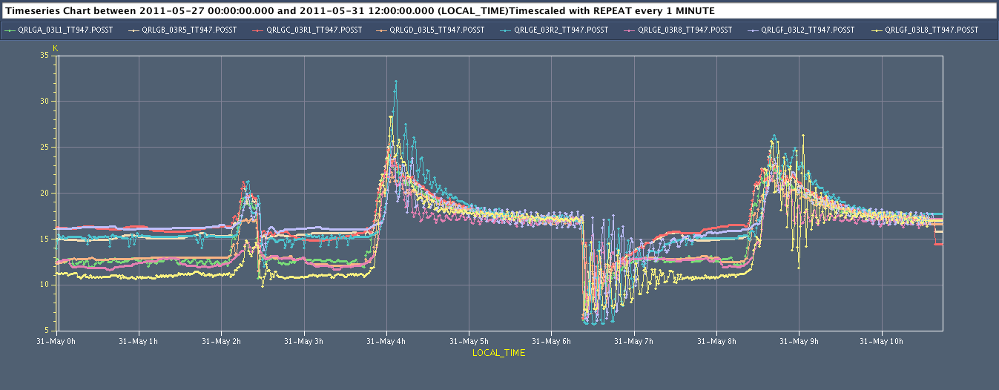 Timeseries Chart between 2011-05-27 00:00:00.000 and 2011-05-31 12:00:00.000 (LOCAL_TIME)Timescaled with REPEAT every 1 MINUTE
QRLGA_03L1_TT947.POSST QRLGB_03R5_TT947.POSST QRLGC_03R1_TT947.POSST QRLGD_03L5_TT947.POSST QRLGE_03R2_TT947.POSST QRLGE_03R8_TT947.POSST QRLGF_03L2_TT947.POSST QRLGF_03L8_TT947.POSST
K
35
30
25
20
15
10
5
31-May 0h 31-May 1h 31-May 2h 31-May 3h 31-May 4h 31-May 5h 31-May 6h 31-May 7h 31-May 8h 31-May 9h 31-May 10h
LOCAL_TIME